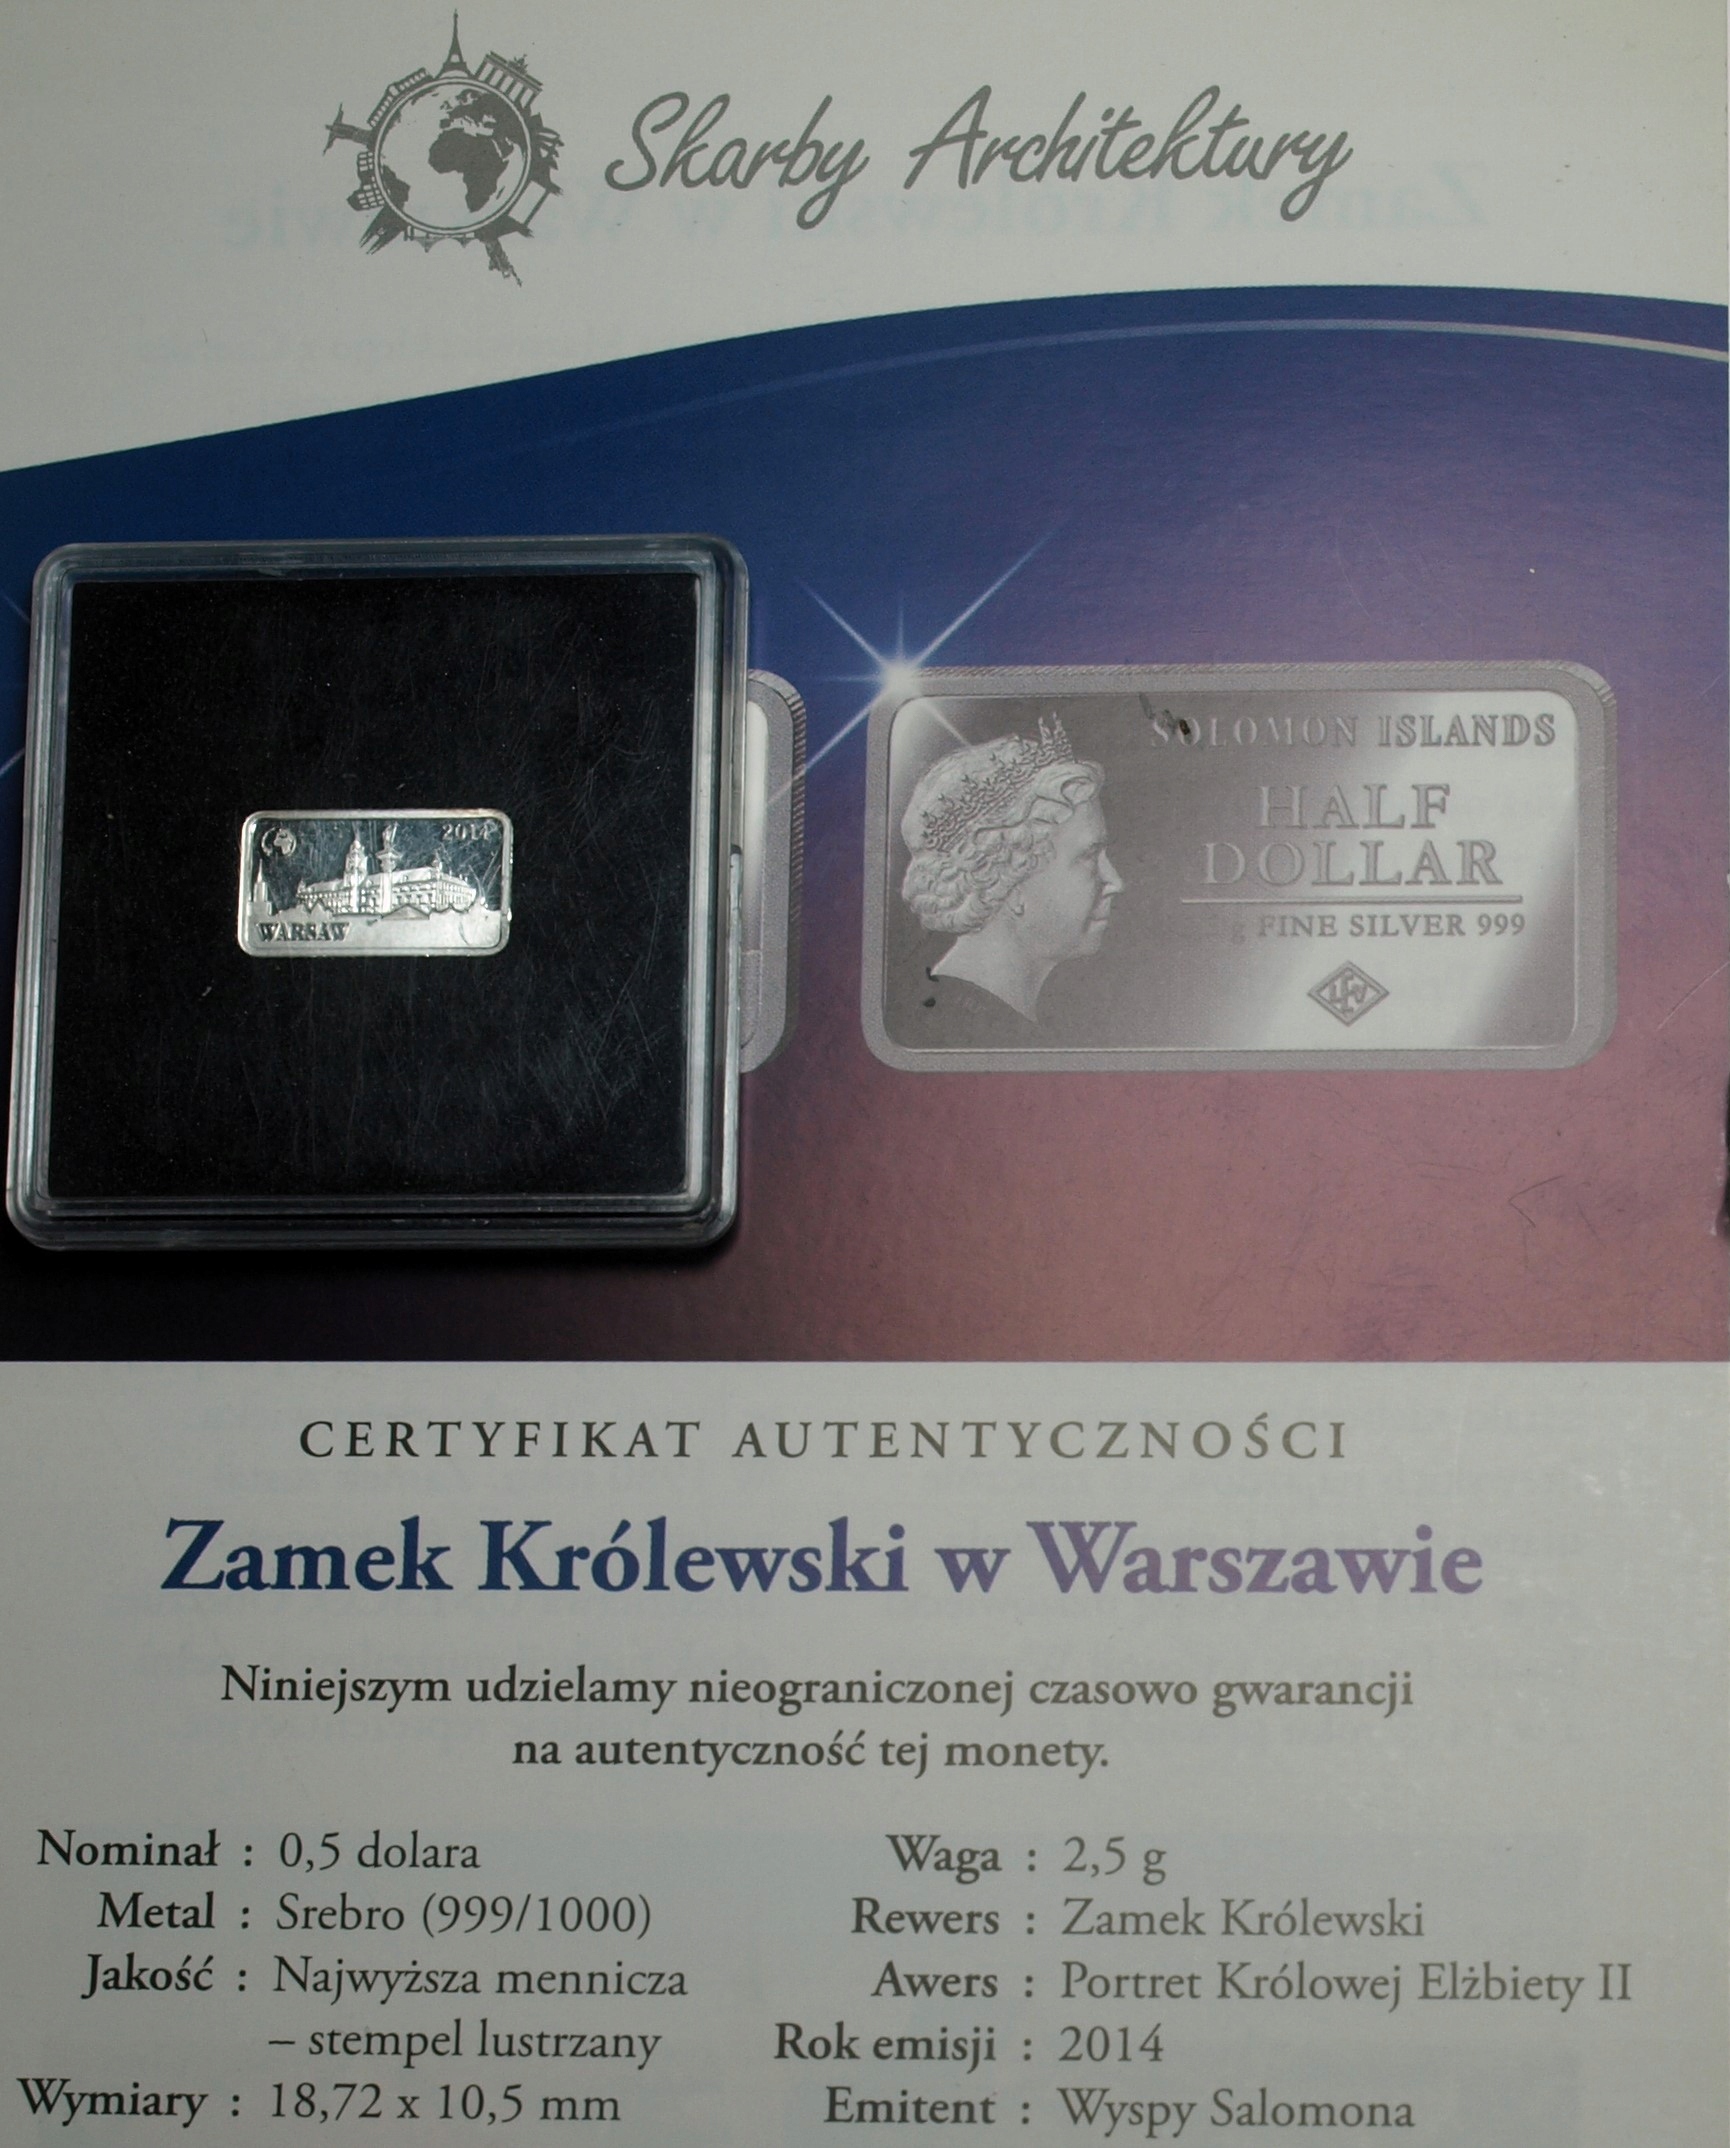 Skarby Architektury
2014
WARSAW
SOLOMON ISLANDS
HALF
DOLLAR
g FINE SILVER 999
CERTYFIKAT AUTENTYCZNOŚCI
Zamek Królewski w Warszawie
Niniejszym udzielamy nieograniczonej czasowo gwarancji
na autentyczność tej monety.
Nominał : 0,5 dolara
Metal : Srebro (999/1000)
Jakość : Najwyższa mennicza
– stempel lustrzany
Wymiary : 18,72 x 10,5 mm
Waga : 2,5 g
Rewers : Zamek Królewski
Awers : Portret Królowej Elżbiety II
Rok emisji : 2014
Emitent : Wyspy Salomona